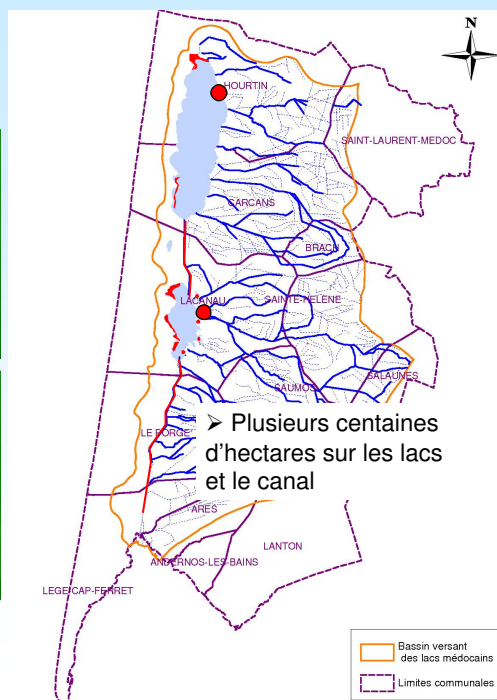 N
HOURTIN
SAINT-LAURENT-MEDOC
CARCANS
BRACH
LACANAU
SAINTE-HELENE
SALAUNES
SAUMOS
➢ Plusieurs centaines
d'hectares sur les lacs
et le canal
LE PORGE
ARES
LANTON
ANDERNOS-LES-BAINS
LEGE-CAP-FERRET
Bassin versant
des lacs médocains
Limites communales